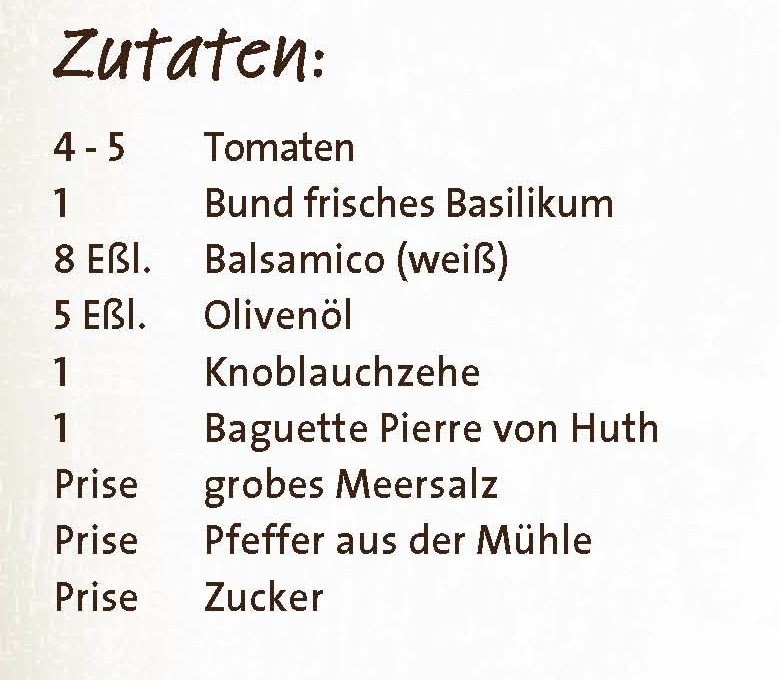 Zutaten:
4 - 5 Tomaten
1 Bund frisches Basilikum
8 Eßl. Balsamico (weiß)
5 Eßl. Olivenöl
1 Knoblauchzehe
1 Baguette Pierre von Huth
Prise grobes Meersalz
Prise Pfeffer aus der Mühle
Prise Zucker